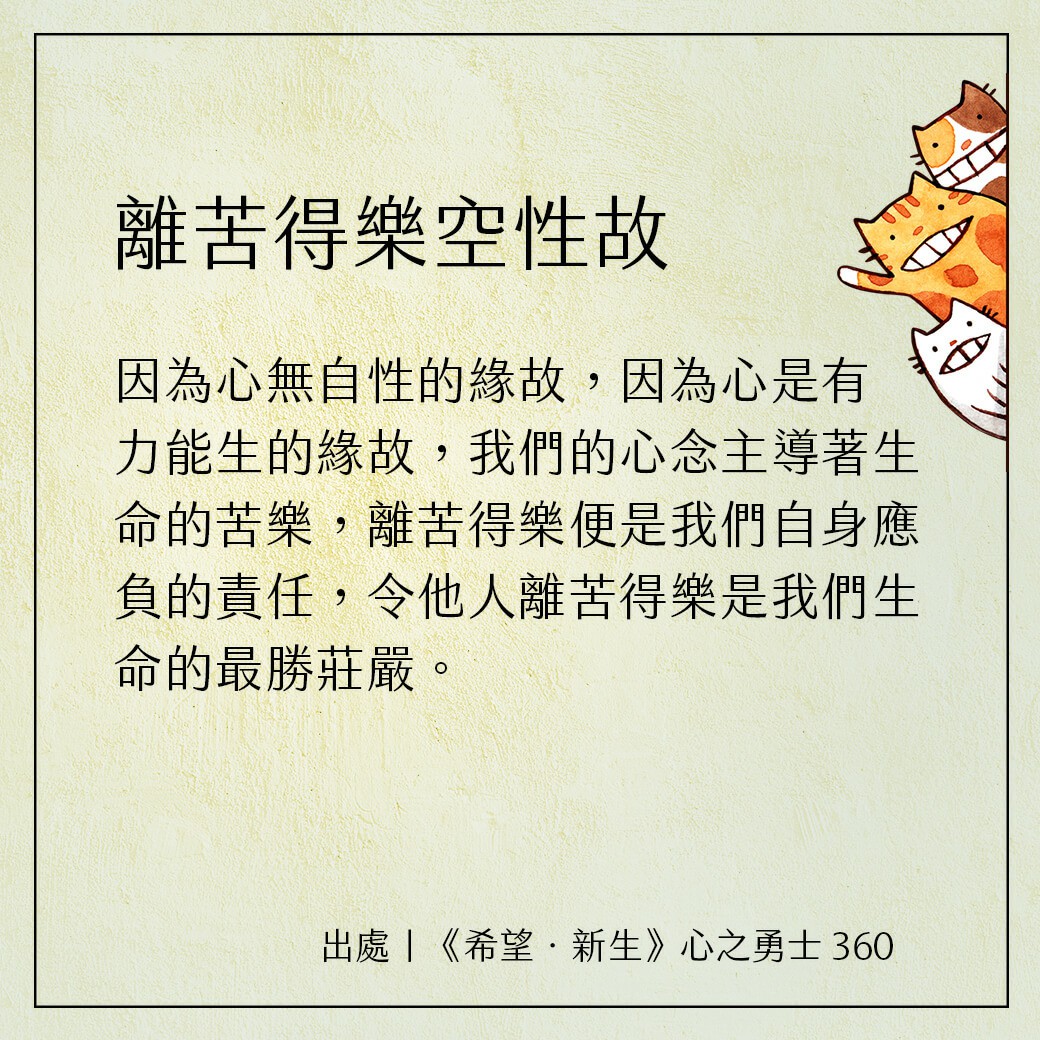 離苦得樂空性故
因為心無自性的緣故，因為心是有
力能生的緣故，我們的心念主導著生
命的苦樂，離苦得樂便是我們自身應
負的責任，令他人離苦得樂是我們生
命的最勝莊嚴。
出處｜《希望．新生》心之勇士 360